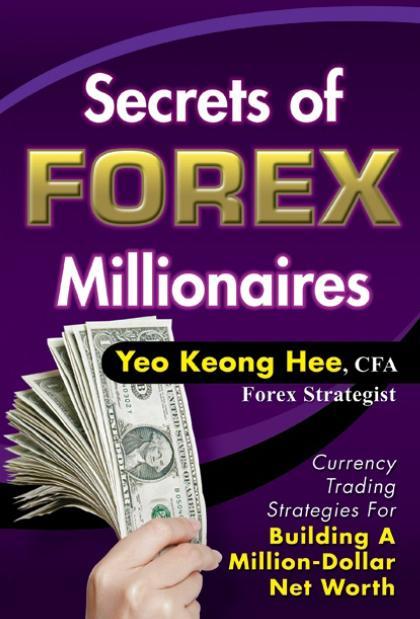 Secrets of
FOREX
Millionaires
Yeo Keong Hee, CFA
Forex Strategist
Currency
Trading
Strategies For
Building A
Million-Dollar
Net Worth